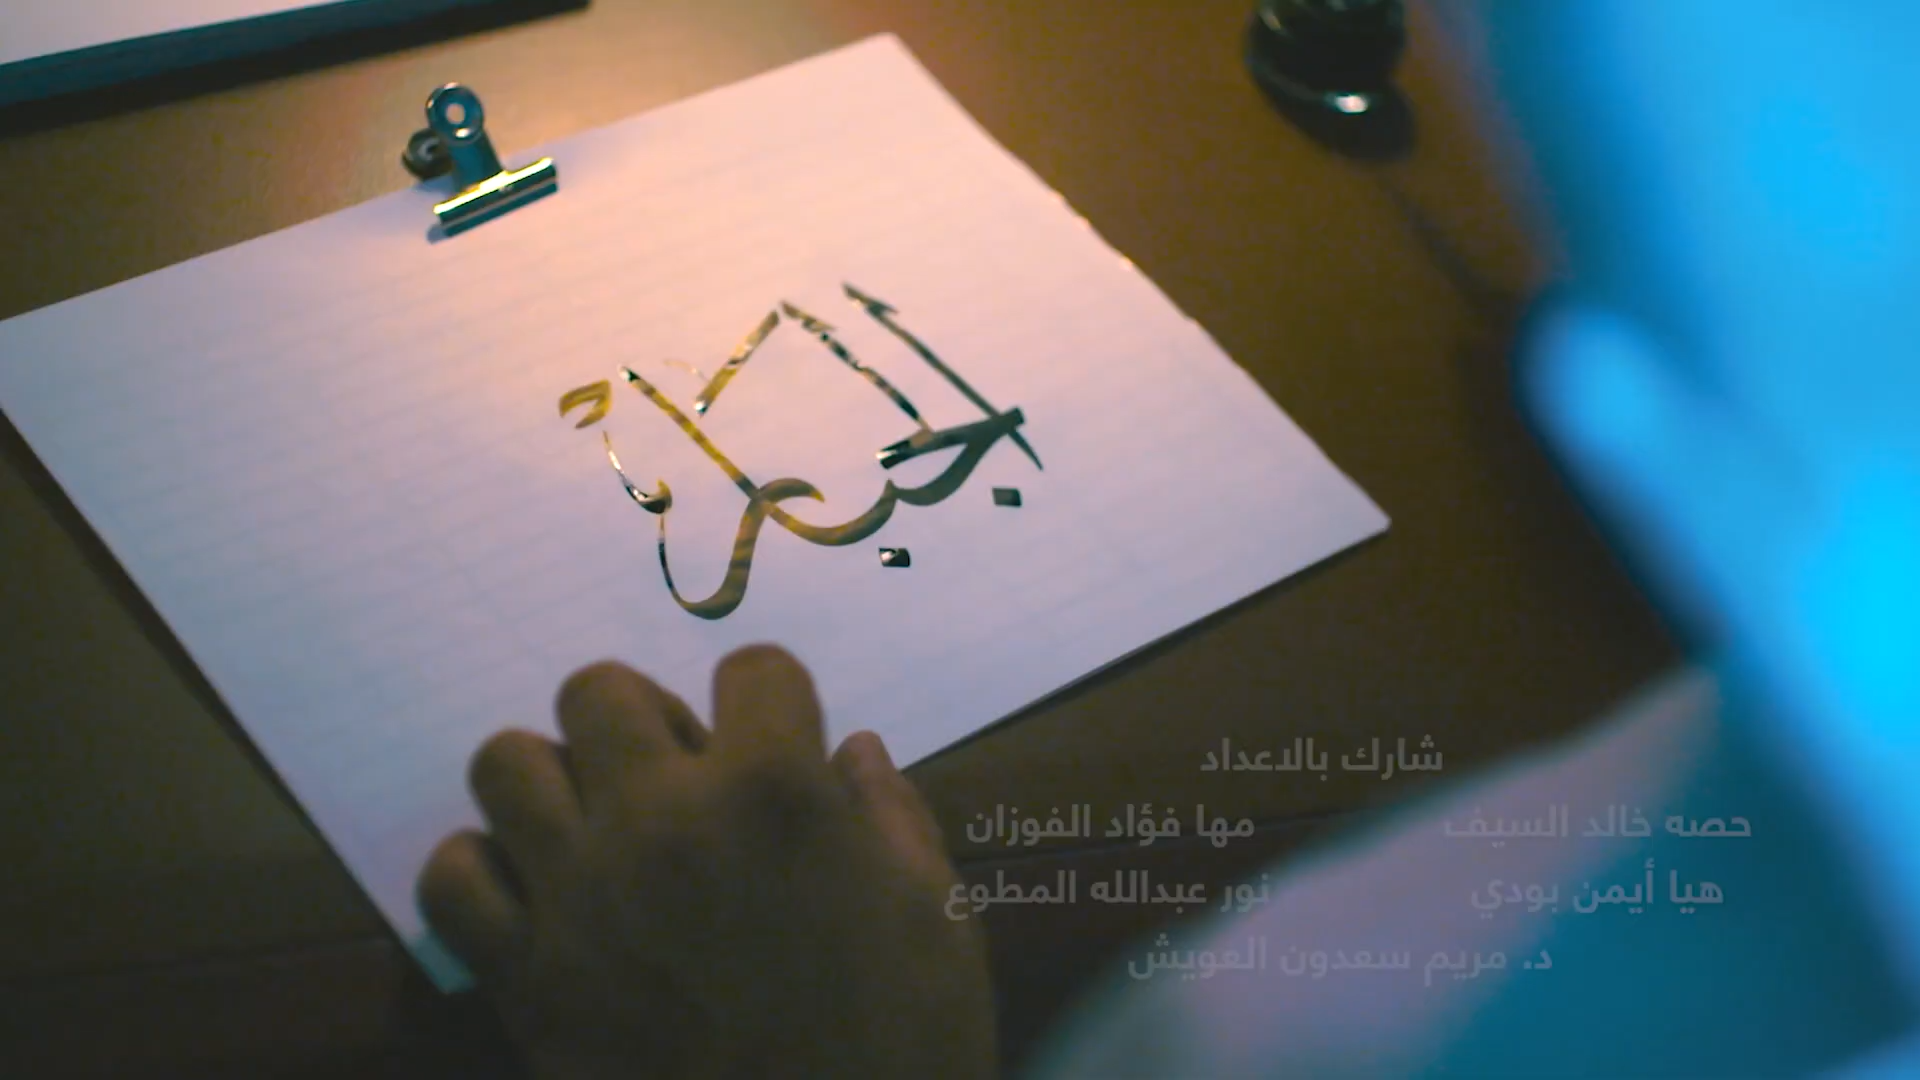 شارك بالاعداد
حصه خالد السيف مها فؤاد الفوزان
هيا أيمن بودي نور عبدالله المطوع
د. مريم سعدون العويش